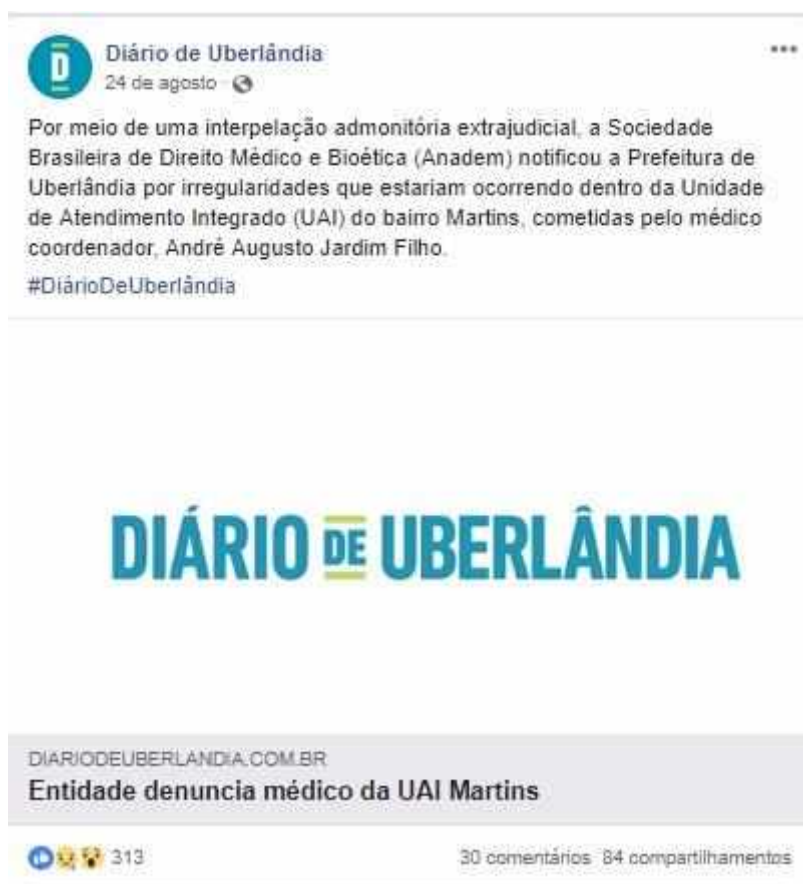 Diário de Uberlândia
24 de agosto
Por meio de uma interpelação admonitória extrajudicial, a Sociedade
Brasileira de Direito Médico e Bioética (Anadem) notificou a Prefeitura de
Uberlândia por irregularidades que estariam ocorrendo dentro da Unidade
de Atendimento Integrado (UAI) do bairro Martins, cometidas pelo médico
coordenador, André Augusto Jardim Filho.
#DiárioDeUberlândia
DIÁRIO DE UBERLÂNDIA
DIARIODEUBERLANDIA.COM.BR
Entidade denuncia médico da UAI Martins
313 30 comentários 84 compartilhamentos